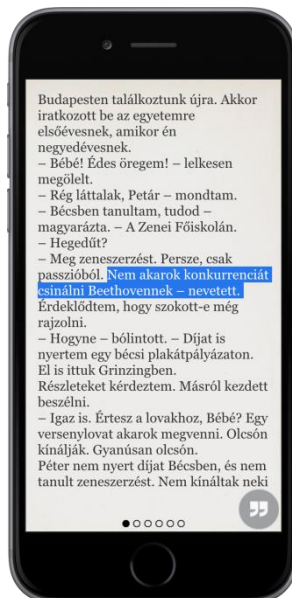 Budapesten találkoztunk újra. Akkor
iratkozott be az egyetemre
elsőévesnek, amikor én
negyedévesnek.
– Bébé! Édes öregem! – lelkesen
megölelt.
– Rég láttalak, Petár – mondtam.
– Bécsben tanultam, tudod –
magyarázta. – A Zenei Főiskolán.
– Hegedűt?
– Meg zeneszerzést. Persze, csak
passzióból. Nem akarok konkurrenciát
csinálni Beethovennek – nevetett.
Érdeklődtem, hogy szokott-e még
rajzolni.
– Hogyne – bólintott. – Díjat is
nyertem egy bécsi plakátpályázaton.
El is ittuk Grinzingben.
Részleteket kérdeztem. Másról kezdett
beszélni.
– Igaz is. Értesz a lovakhoz, Bébé? Egy
versenylovat akarok megvenni. Olcsón
kínálják. Gyanúsan olcsón.
Péter nem nyert díjat Bécsben, és nem
tanult zeneszerzést. Nem kínáltak neki